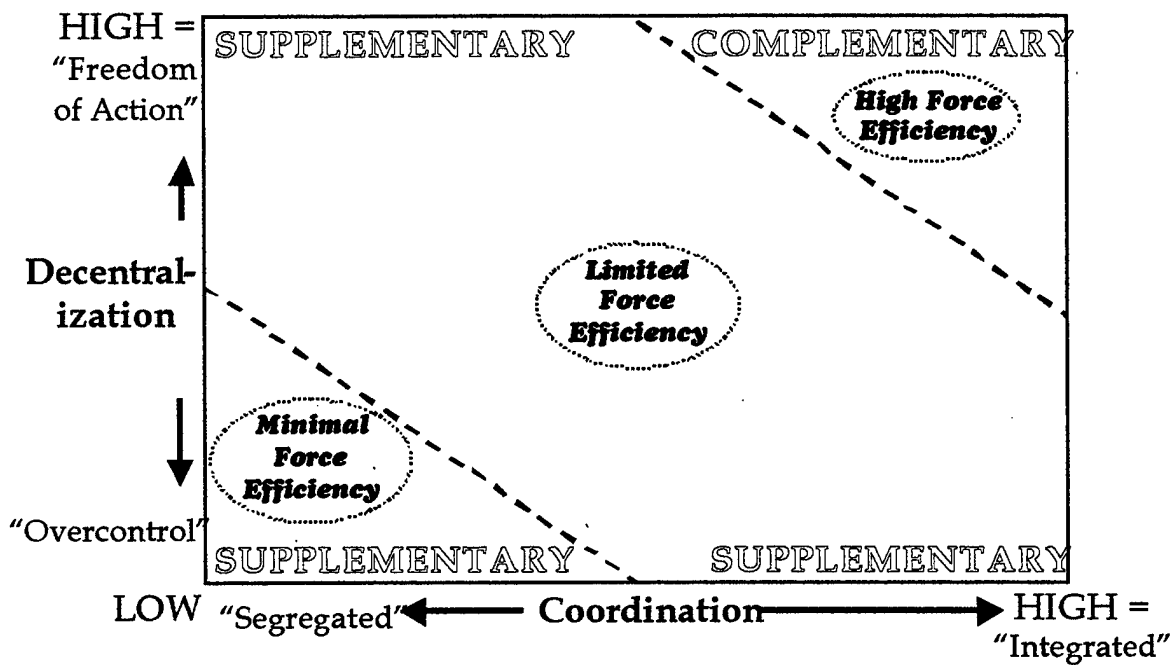 HIGH =
"Freedom
of Action"
SUPPLEMENTARY
COMPLEMENTARY
High Force
Efficiency
Decentral-
ization
Limited
Force
Efficiency
Minimal
Force
Efficiency
"Overcontrol"
SUPPLEMENTARY
SUPPLEMENTARY
LOW
"Segregated"
Coordination
HIGH =
"Integrated"